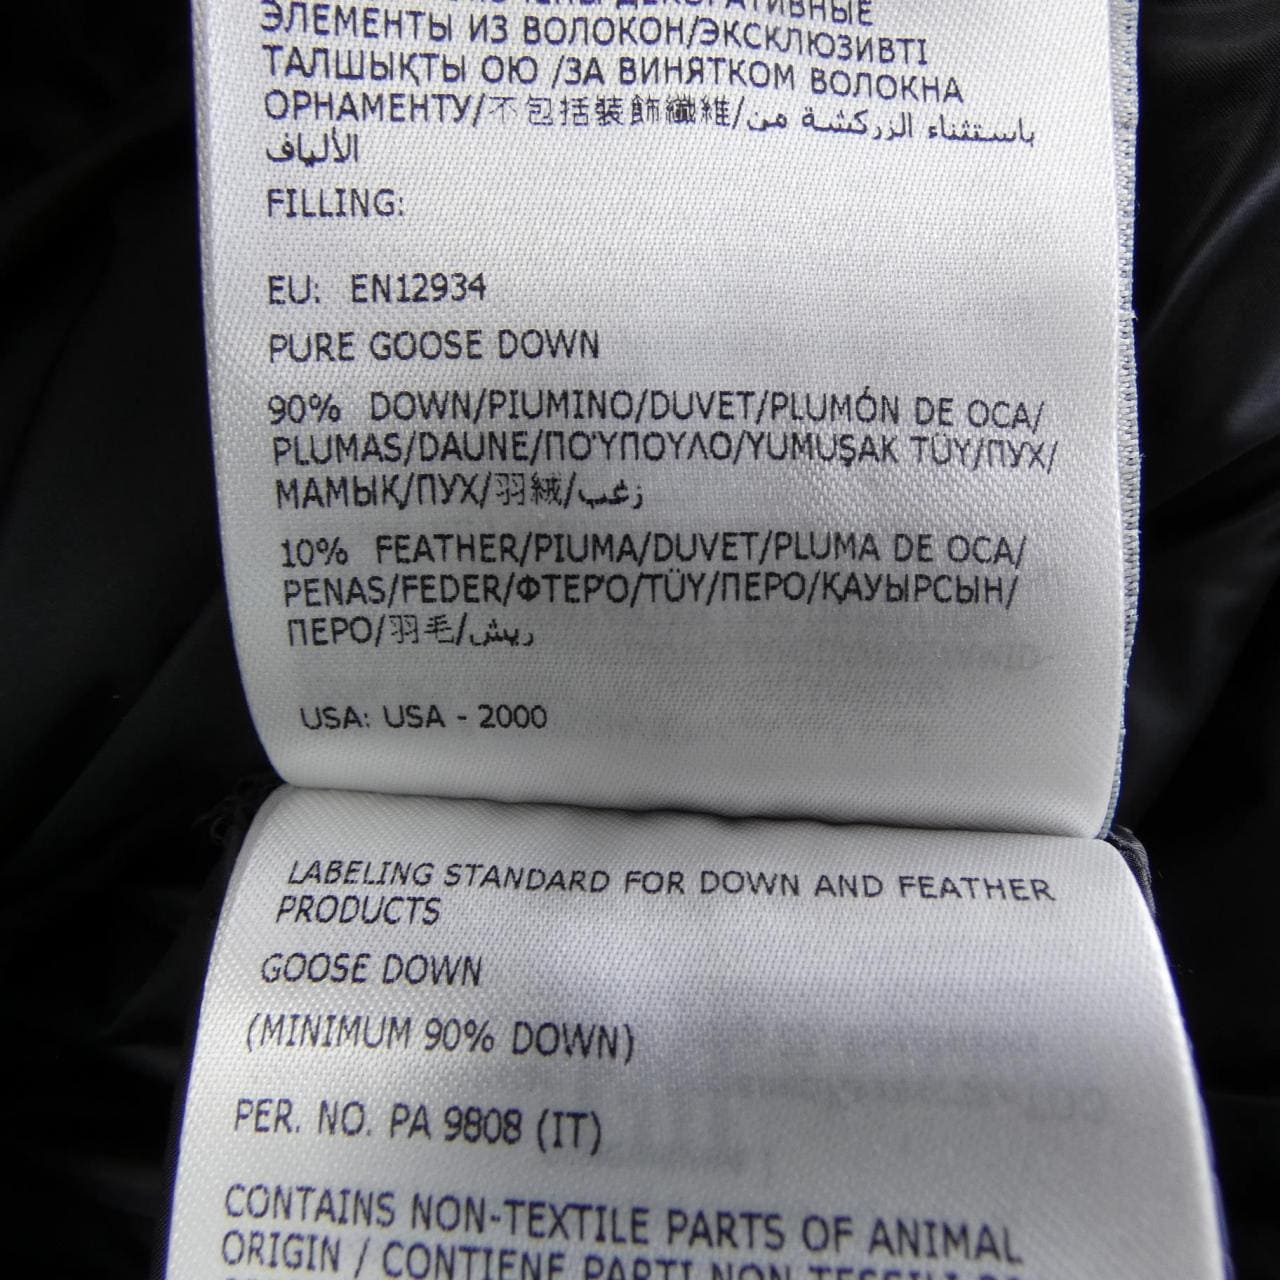 ДЕКОРАТИВНЫЕ
ЭЛЕМЕНТЫ ИЗ ВОЛОКОН/ЭКСКЛЮЗИВТІ
ТАЛШЫҚТЫ ОЮ /ЗА ВИНЯТКОМ ВОЛОКНА
ОРНАМЕНТУ/不包括裝飾纖維/باستثناء الزركشة من
الألياف
FILLING:
EU: EN12934
PURE GOOSE DOWN
90% DOWN/PIUMINO/DUVET/PLUMÓN DE OCA/
PLUMAS/DAUNE/ΠΟΎΠΟΥΛΟ/YUMUŞAK TÜY/ПУХ/
МАМЫҚ/ПУХ/羽絨/زغب
10% FEATHER/PIUMA/DUVET/PLUMA DE OCA/
PENAS/FEDER/ΦΤΕΡΌ/TÜY/ПЕРО/ҚАУЫРСЫН/
ПЕРО/羽毛/ريش
USA: USA - 2000
LABELING STANDARD FOR DOWN AND FEATHER
PRODUCTS
GOOSE DOWN
(MINIMUM 90% DOWN)
PER. NO. PA 9808 (IT)
CONTAINS NON-TEXTILE PARTS OF ANIMAL
ORIGIN / CONTIENE PARTI NON TESSILI